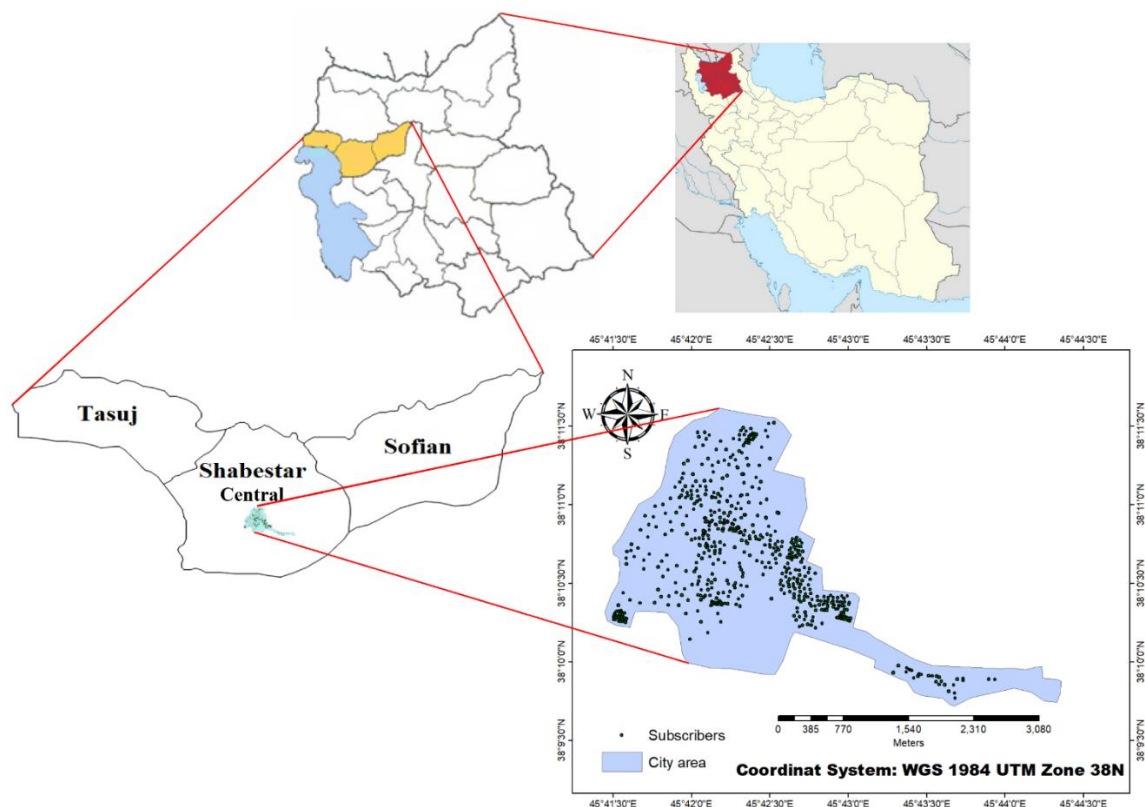 Tasuj
Sofian
Shabestar
Central
45°41'30"E 45°42'0"E 45°42'30"E 45°43'0"E 45°43'30"E 45°44'0"E 45°44'30"E
N
W E
S
38°11'30"N 38°11'30"N
38°11'0"N 38°11'0"N
38°10'30"N 38°10'30"N
38°10'0"N 38°10'0"N
38°9'30"N 38°9'30"N
0 385 770 1,540 2,310 3,080
Meters
Subscribers
City area
Coordinat System: WGS 1984 UTM Zone 38N
45°41'30"E 45°42'0"E 45°42'30"E 45°43'0"E 45°43'30"E 45°44'0"E 45°44'30"E